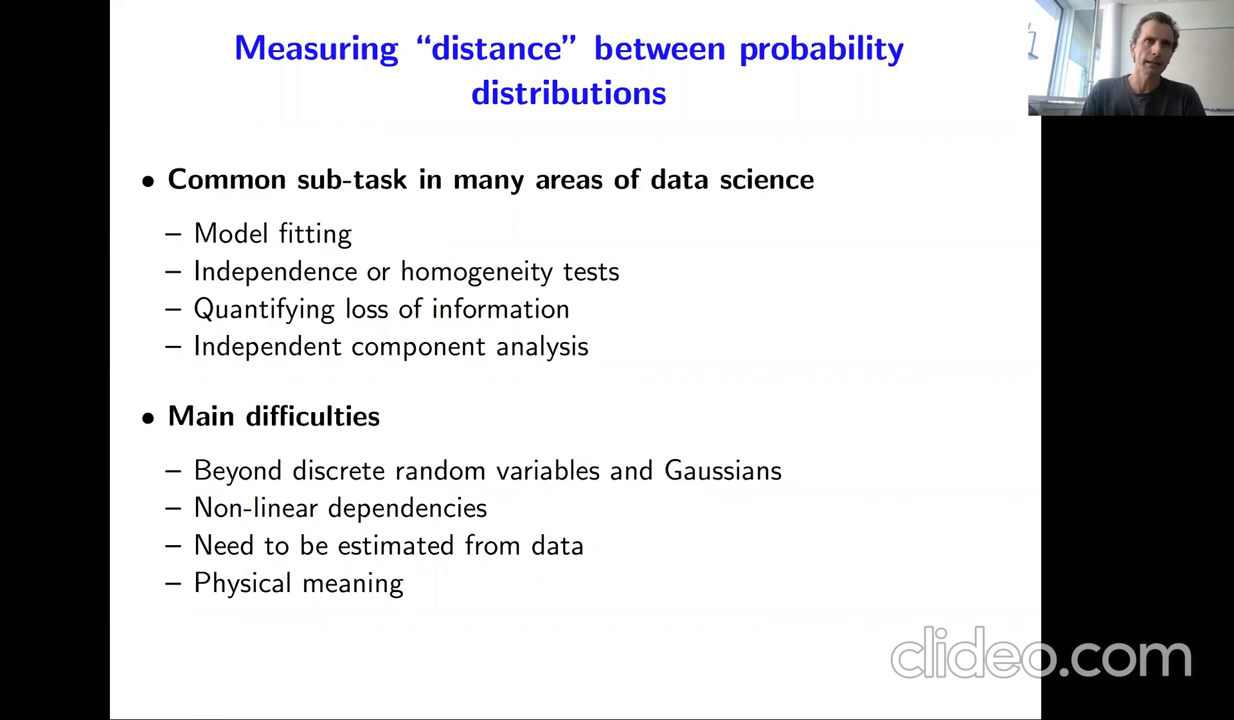 Measuring “distance” between probability
distributions
• Common sub-task in many areas of data science
– Model fitting
– Independence or homogeneity tests
– Quantifying loss of information
– Independent component analysis
• Main difficulties
– Beyond discrete random variables and Gaussians
– Non-linear dependencies
– Need to be estimated from data
– Physical meaning
clideo.com